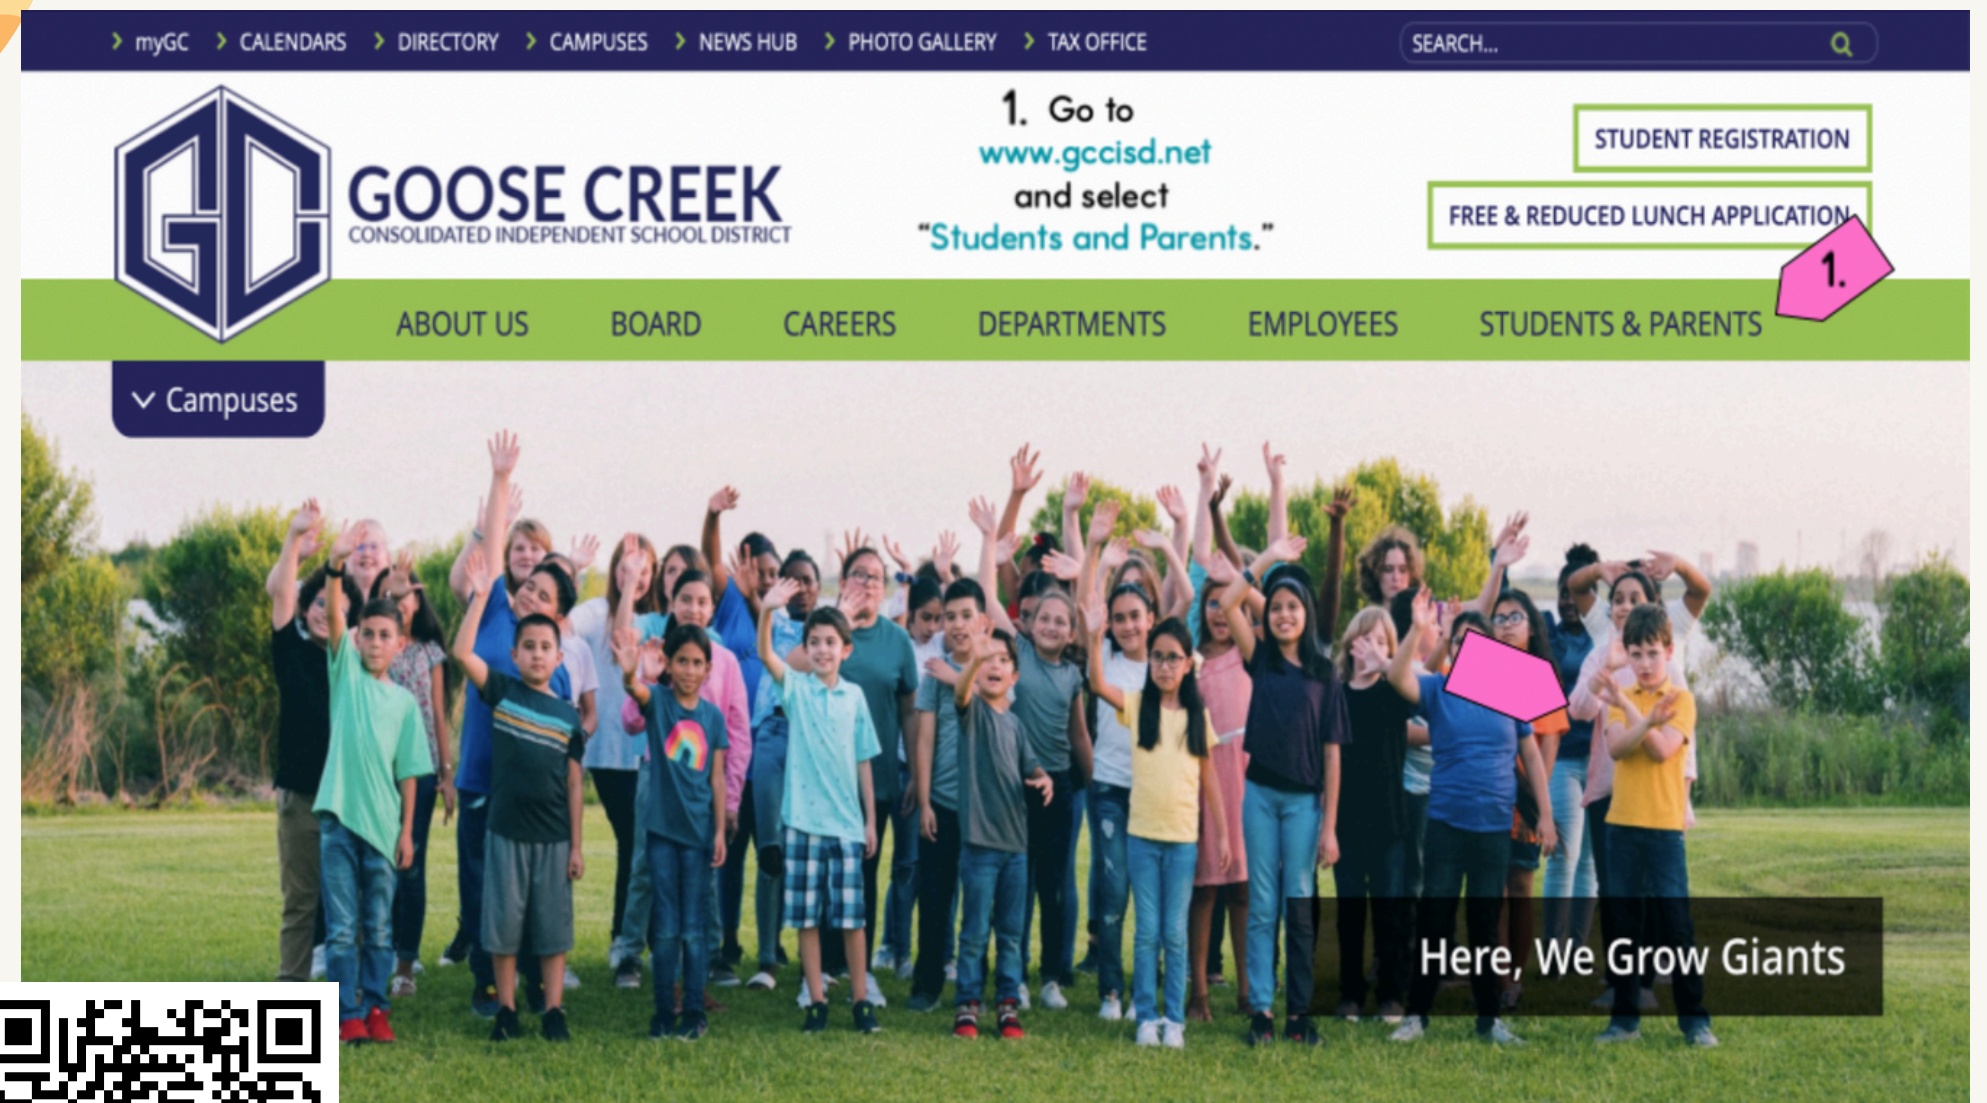 myGC
CALENDARS
DIRECTORY
CAMPUSES
NEWS HUB
PHOTO GALLERY
TAX OFFICE
SEARCH...
GC
GOOSE CREEK
CONSOLIDATED INDEPENDENT SCHOOL DISTRICT
1. Go to
www.gccisd.net
and select
“Students and Parents.”
STUDENT REGISTRATION
FREE & REDUCED LUNCH APPLICATION
1.
ABOUT US
BOARD
CAREERS
DEPARTMENTS
EMPLOYEES
STUDENTS & PARENTS
Campuses
Here, We Grow Giants